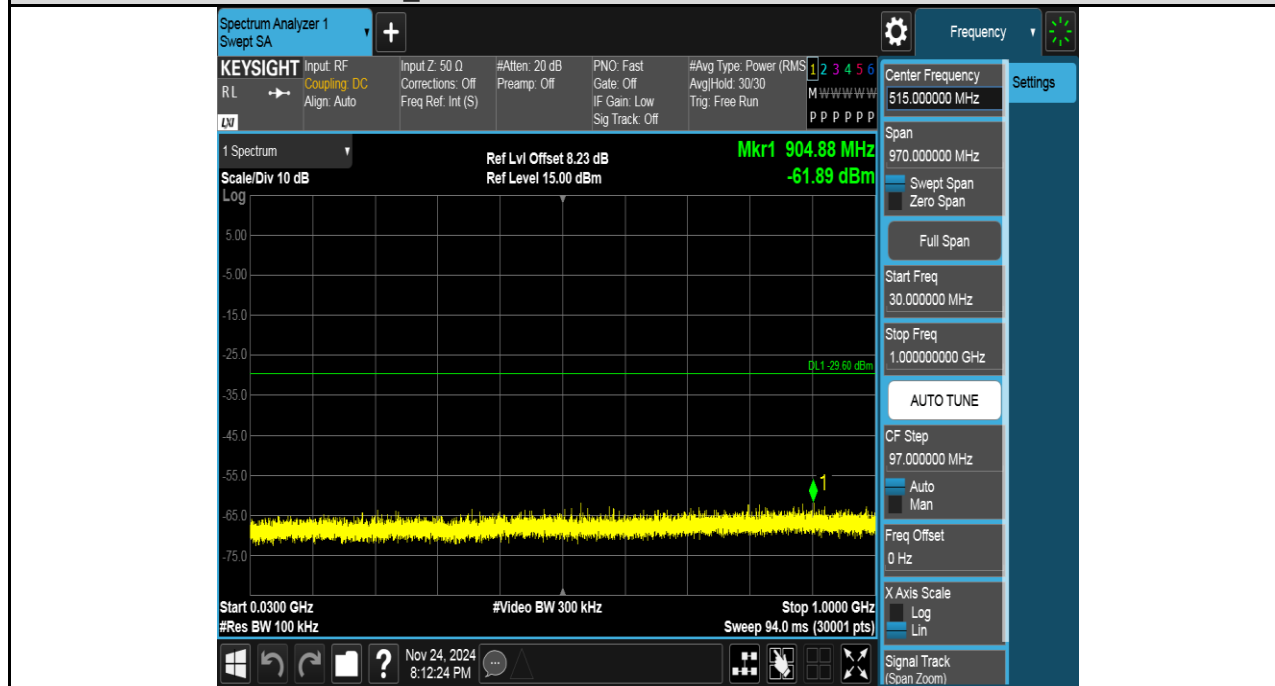 Spectrum Analyzer 1
Swept SA
+
Frequency
KEYSIGHT
RL
LXI
Input: RF
Coupling: DC
Align: Auto
Input Z: 50 Ω
Corrections: Off
Freq Ref: Int (S)
#Atten: 20 dB
Preamp: Off
PNO: Fast
Gate: Off
IF Gain: Low
Sig Track: Off
#Avg Type: Power (RMS
Avg|Hold: 30/30
Trig: Free Run
1 2 3 4 5 6
M W W W W W
P P P P P P
Center Frequency
515.000000 MHz
Settings
1 Spectrum
Scale/Div 10 dB
Ref Lvl Offset 8.23 dB
Ref Level 15.00 dBm
Mkr1 904.88 MHz
-61.89 dBm
Span
970.000000 MHz
Swept Span
Zero Span
Full Span
Start Freq
30.000000 MHz
Stop Freq
1.000000000 GHz
AUTO TUNE
CF Step
97.000000 MHz
Auto
Man
Freq Offset
0 Hz
X Axis Scale
Log
Lin
Signal Track
(Span Zoom)
Log
5.00
-5.00
-15.0
-25.0
DL1 -29.60 dBm
-35.0
-45.0
-55.0
1
-65.0
-75.0
Start 0.0300 GHz
#Res BW 100 kHz
#Video BW 300 kHz
Stop 1.0000 GHz
Sweep 94.0 ms (30001 pts)
?
Nov 24, 2024
8:12:24 PM